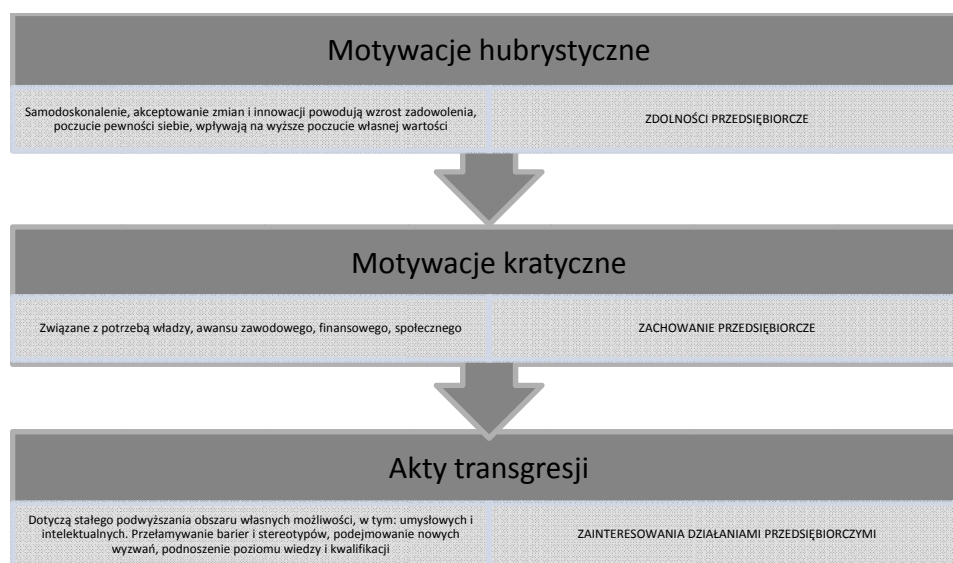 Motywacje hubrystyczne
Samodoskonalenie, akceptowanie zmian i innowacji powodują wzrost zadowolenia,
poczucie pewności siebie, wpływają na wyższe poczucie własnej wartości
ZDOLNOŚCI PRZEDSIĘBIORCZE
Motywacje kratyczne
Związane z potrzebą władzy, awansu zawodowego, finansowego, społecznego
ZACHOWANIE PRZEDSIĘBIORCZE
Akty transgresji
Dotyczą stałego podwyższania obszaru własnych możliwości, w tym: umysłowych i
intelektualnych. Przełamywanie barier i stereotypów, podejmowanie nowych
wyzwań, podnoszenie poziomu wiedzy i kwalifikacji
ZAINTERESOWANIA DZIAŁANIAMI PRZEDSIĘBIORCZYMI